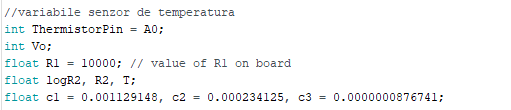 //variabile senzor de temperatura
int ThermistorPin = A0;
int Vo;
float R1 = 10000; // value of R1 on board
float logR2, R2, T;
float c1 = 0.001129148, c2 = 0.000234125, c3 = 0.0000000876741;